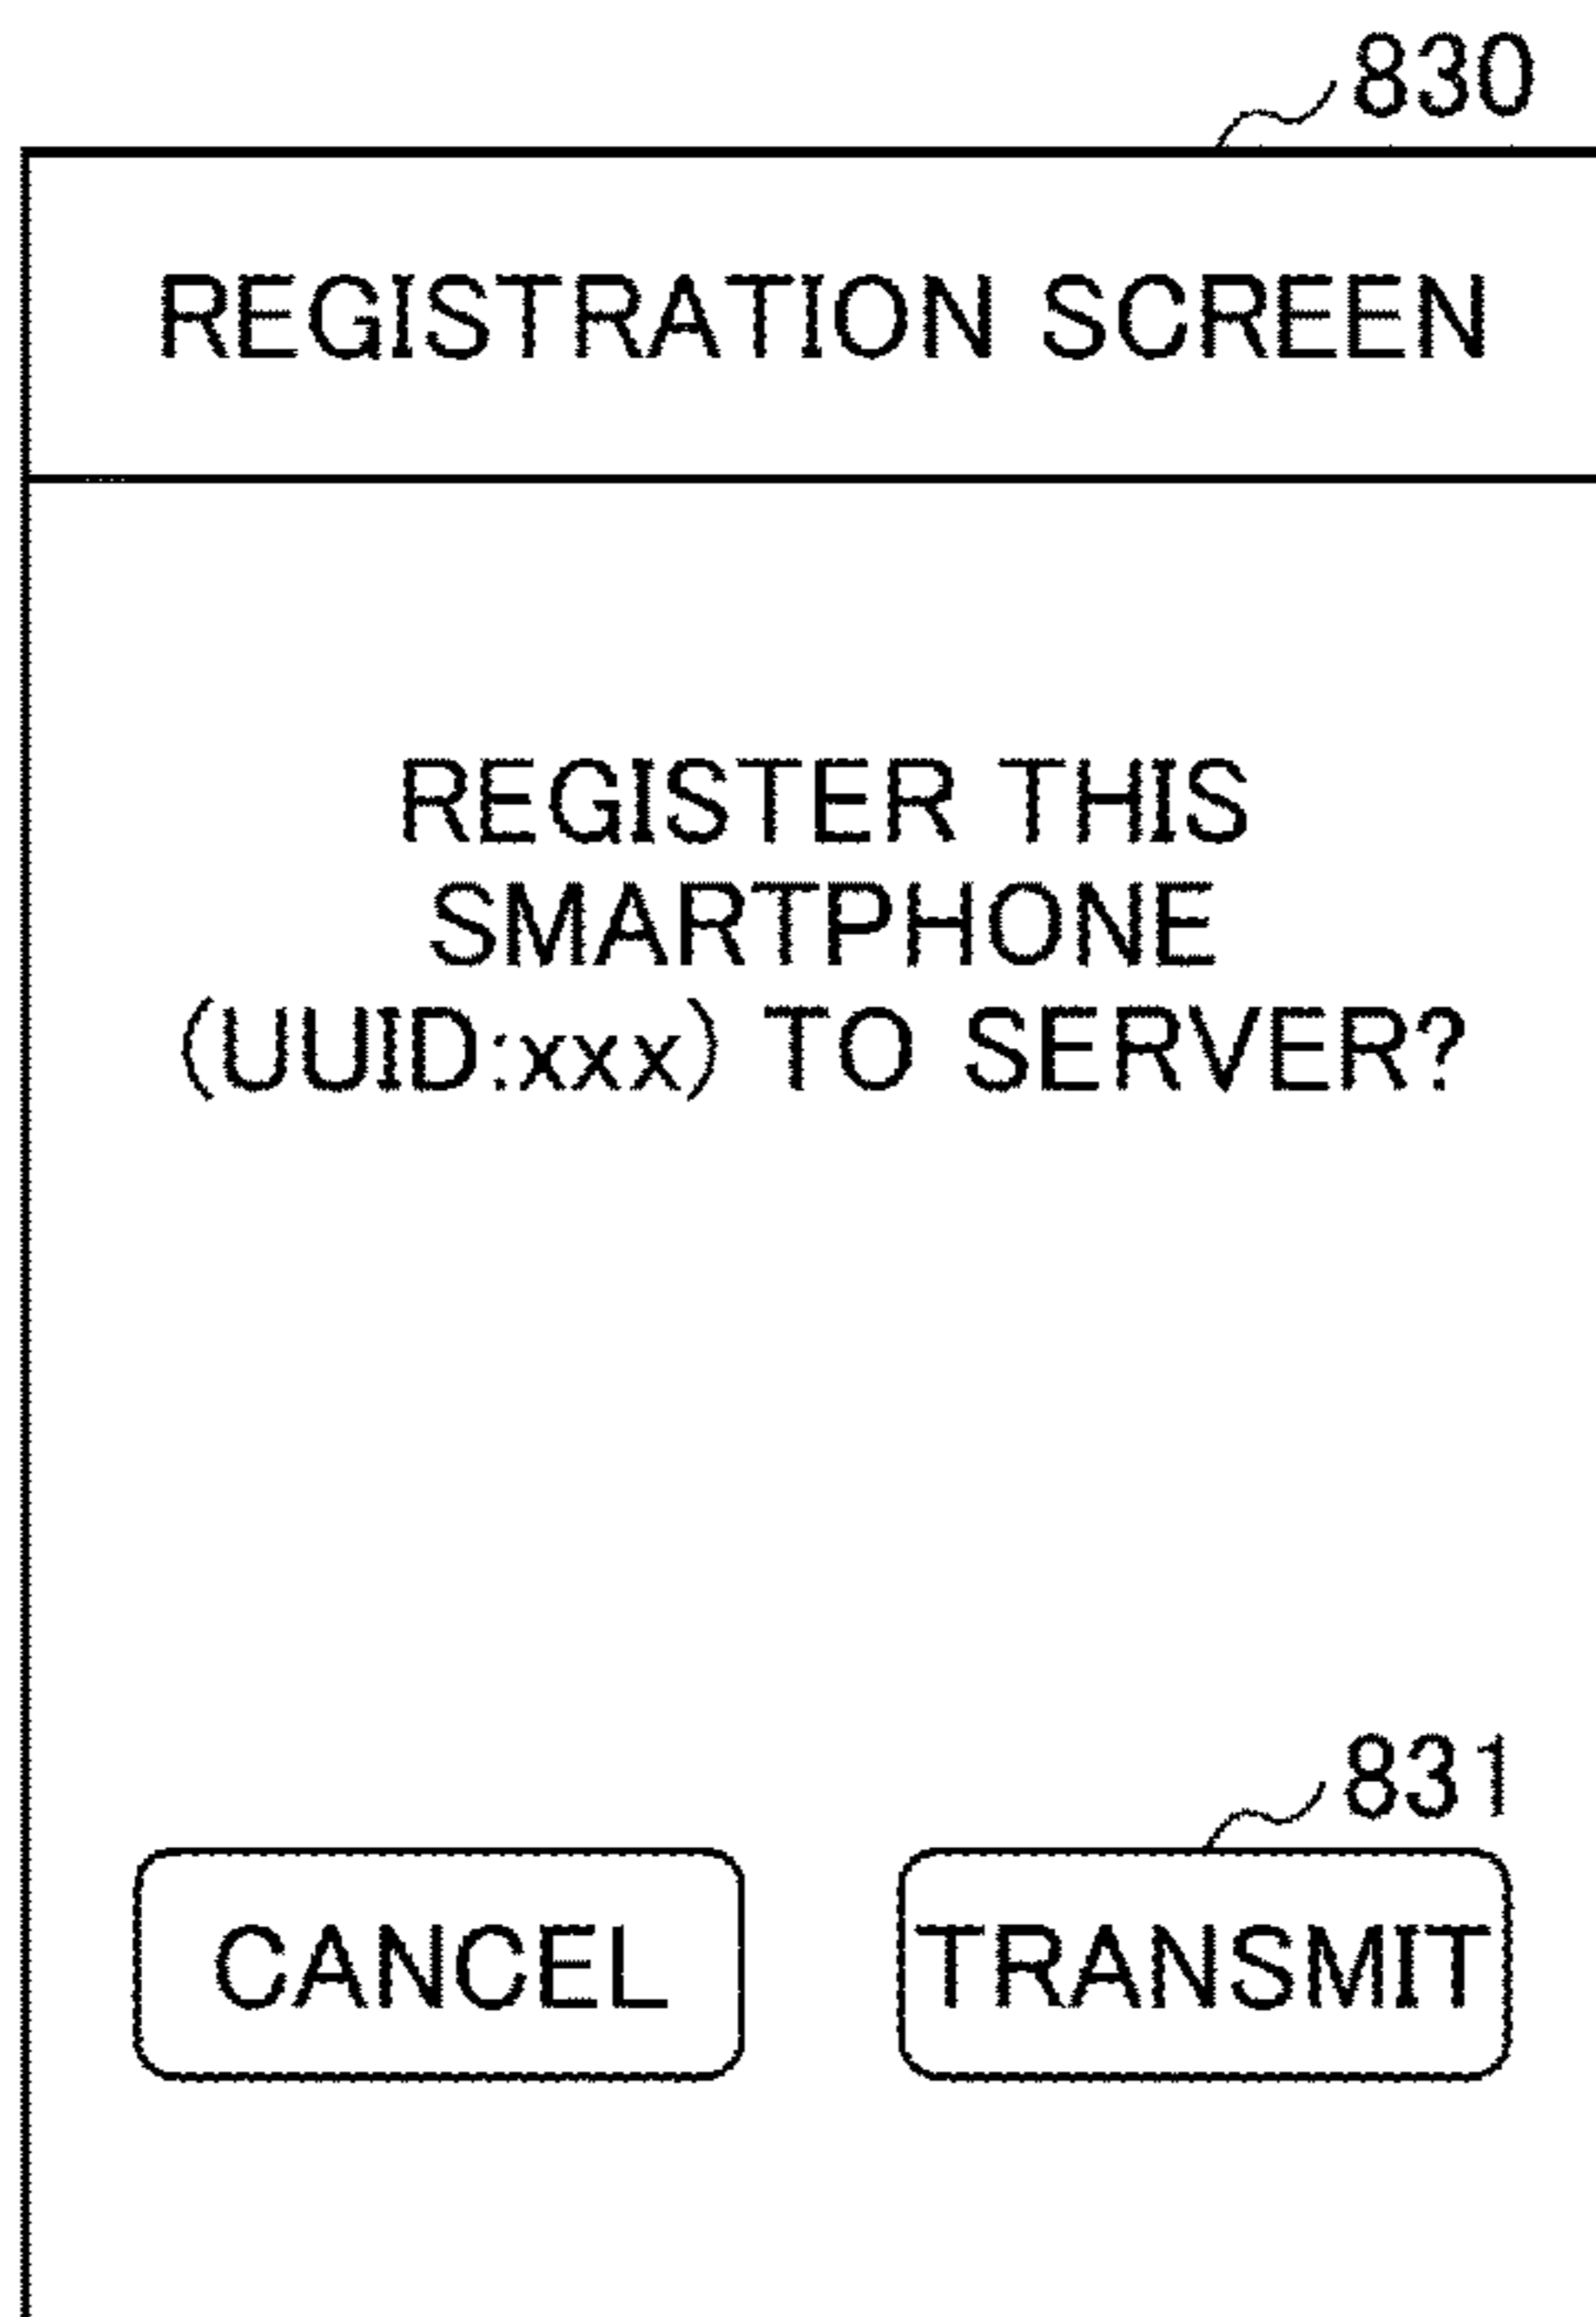 830
REGISTRATION SCREEN
REGISTER THIS
SMARTPHONE
(UUID:xxx) TO SERVER?
831
CANCEL TRANSMIT